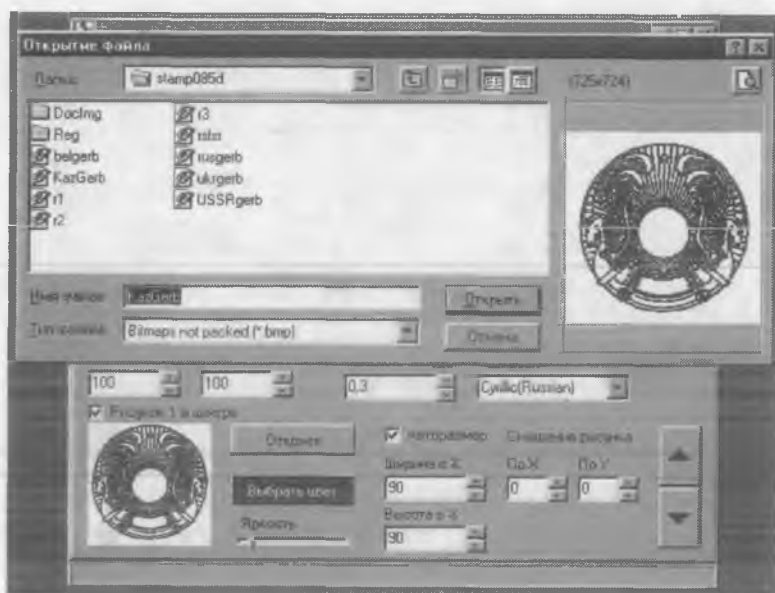 Открытие файла
Папка: stamp085d (725x724)
DocImg
Reg
belgerb
KazGerb
r1
r2
r3
rusgerb
ukrgerb
USSRgerb
Имя файла: KazGerb Открыть
Тип файлов: Bitmaps not packed (*.bmp) Отмена
100 100 0,3 Cyrillic(Russian)
Рисунок 1 в центре
Открыть Авторазмер Смещение рисунка
Ширина в % По X По Y
Выбрать цвет 90 0 0
Яркость Высота в %
90